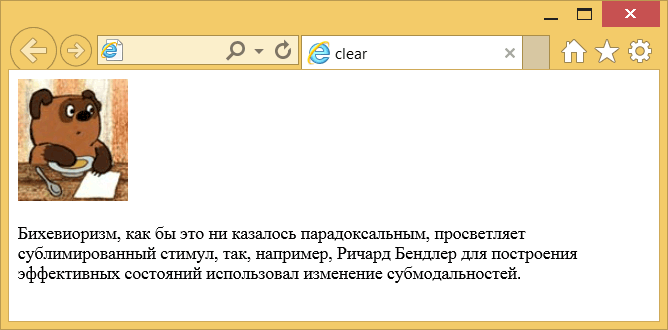 clear
Бихевиоризм, как бы это ни казалось парадоксальным, просветляет
сублимированный стимул, так, например, Ричард Бендлер для построения
эффективных состояний использовал изменение субмодальностей.